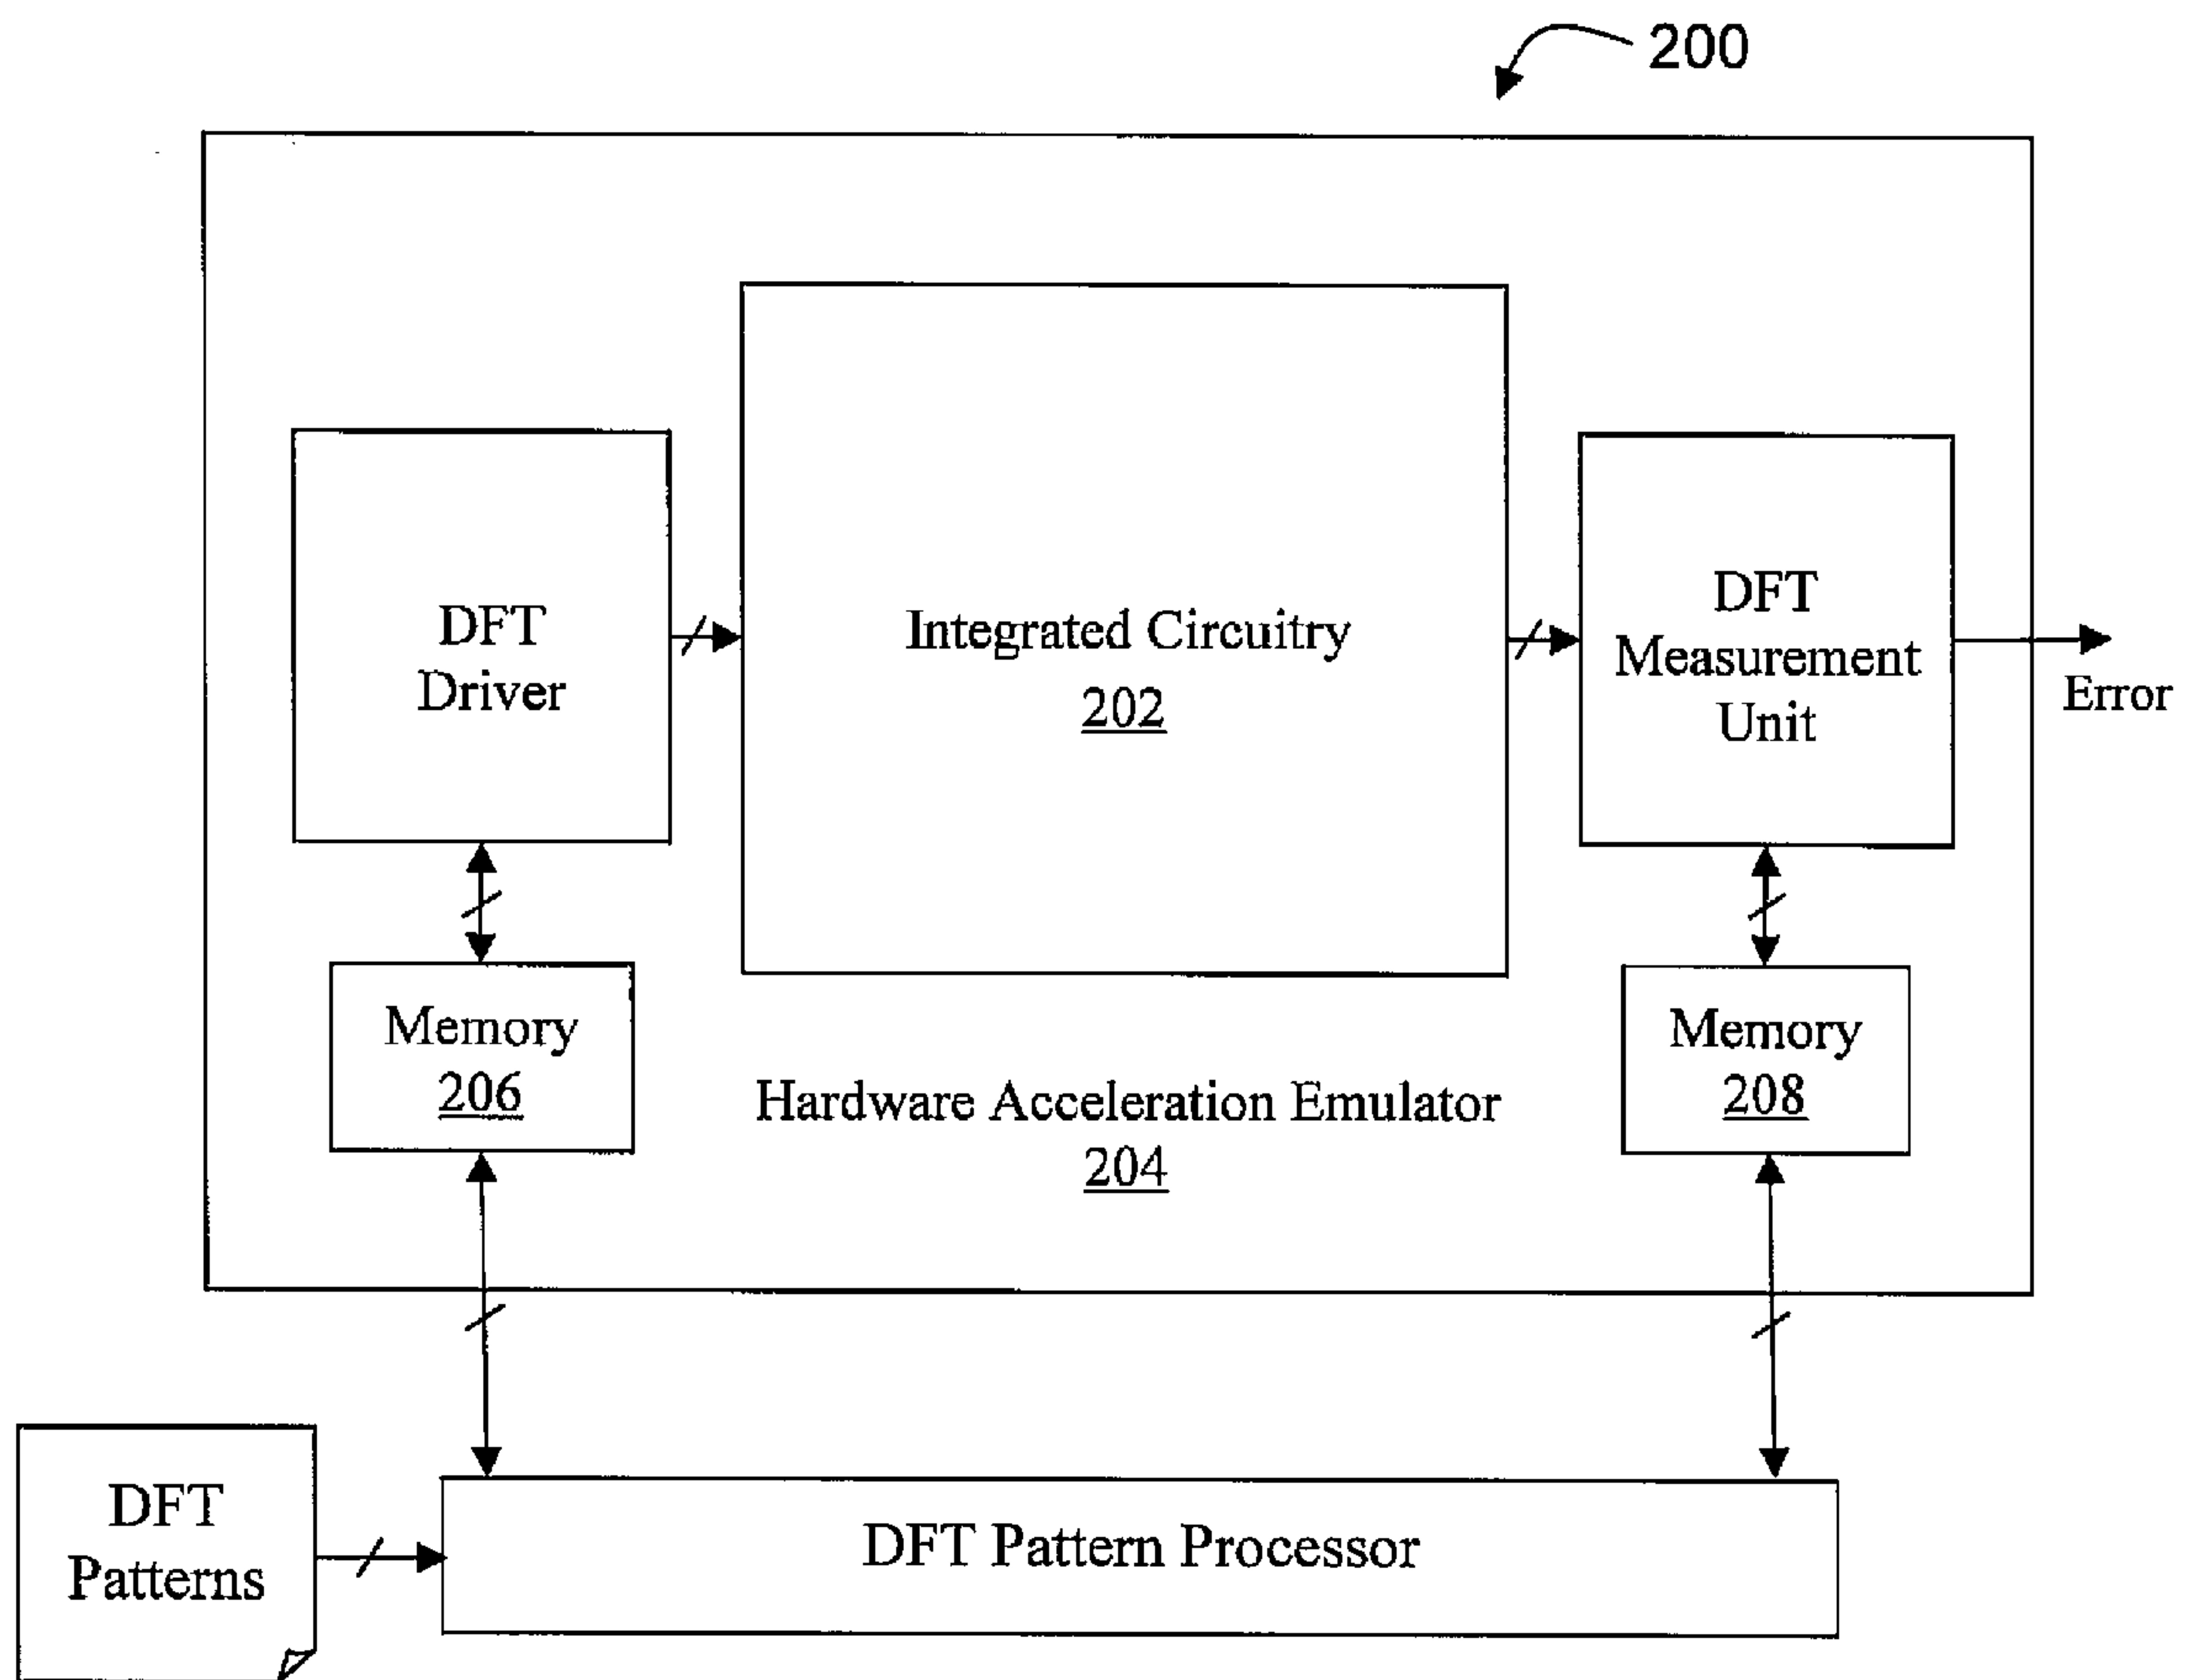 200
DFT
Driver
Integrated Circuitry
202
DFT
Measurement
Unit
Error
Memory
206
Hardware Acceleration Emulator
204
Memory
208
DFT
Patterns
DFT Pattern Processor